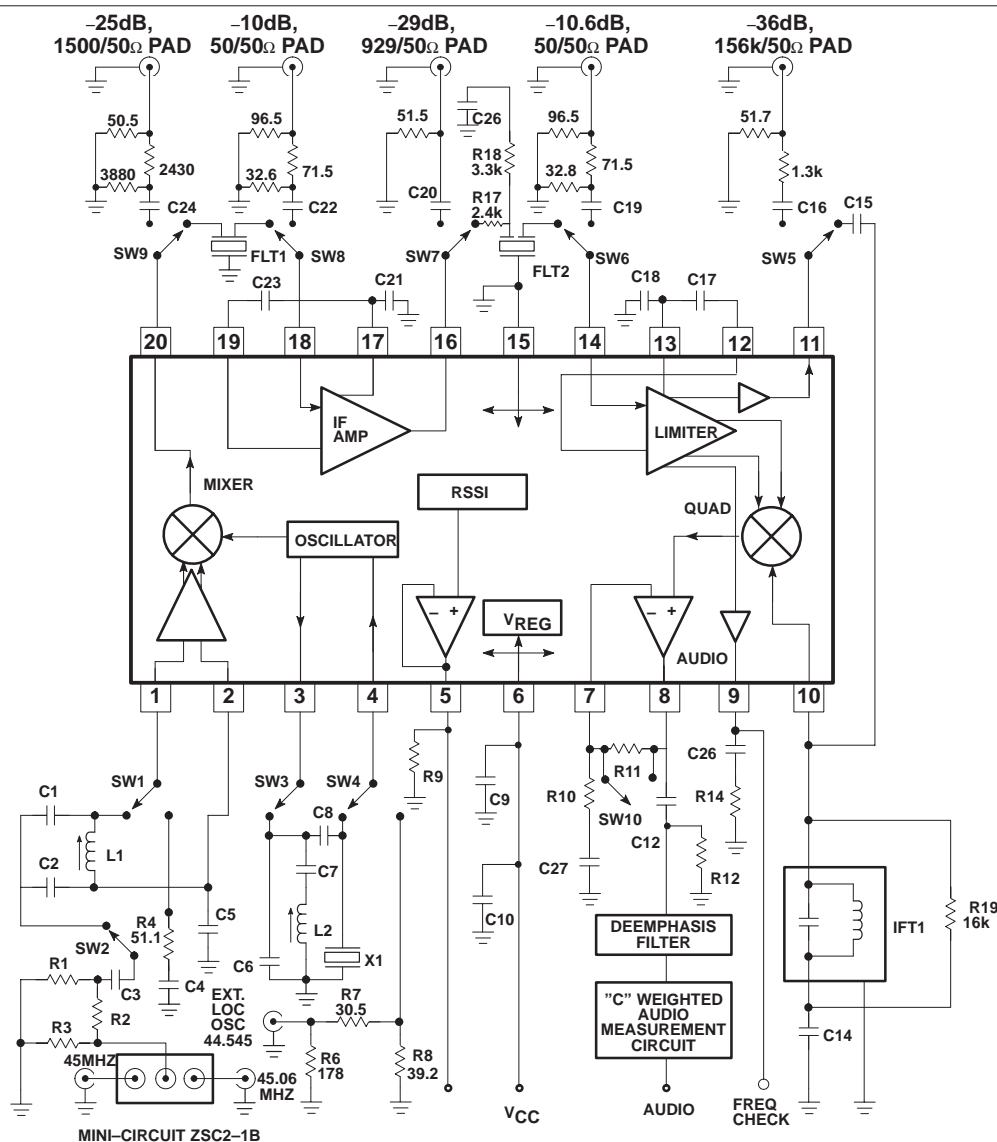 –25dB,
1500/50Ω PAD
–10dB,
50/50Ω PAD
–29dB,
929/50Ω PAD
–10.6dB,
50/50Ω PAD
–36dB,
156k/50Ω PAD
50.5
2430
3880
C24
SW9
96.5
71.5
32.6
C22
FLT1
SW8
51.5
C20
C26
R18
3.3k
R17
2.4k
SW7
96.5
71.5
32.8
C19
FLT2
SW6
51.7
1.3k
C16
C15
SW5
C23
C21
C18
C17
20
19
18
17
16
15
14
13
12
11
IF
AMP
LIMITER
MIXER
RSSI
QUAD
OSCILLATOR
– +
VREG
– +
AUDIO
1
2
3
4
5
6
7
8
9
10
SW1
C1
L1
C2
R4
51.1
C5
SW2
R1
C3
C4
R2
R3
45MHZ
45.06
MHZ
MINI–CIRCUIT ZSC2–1B
SW3
SW4
C8
C7
L2
C6
X1
EXT.
LOC
OSC
44.545
R7
30.5
R6
178
R8
39.2
R9
C9
C10
VCC
R11
R10
SW10
C27
C12
R12
C26
R14
DEEMPHASIS
FILTER
"C" WEIGHTED
AUDIO
MEASUREMENT
CIRCUIT
AUDIO
FREQ
CHECK
IFT1
R19
16k
C14